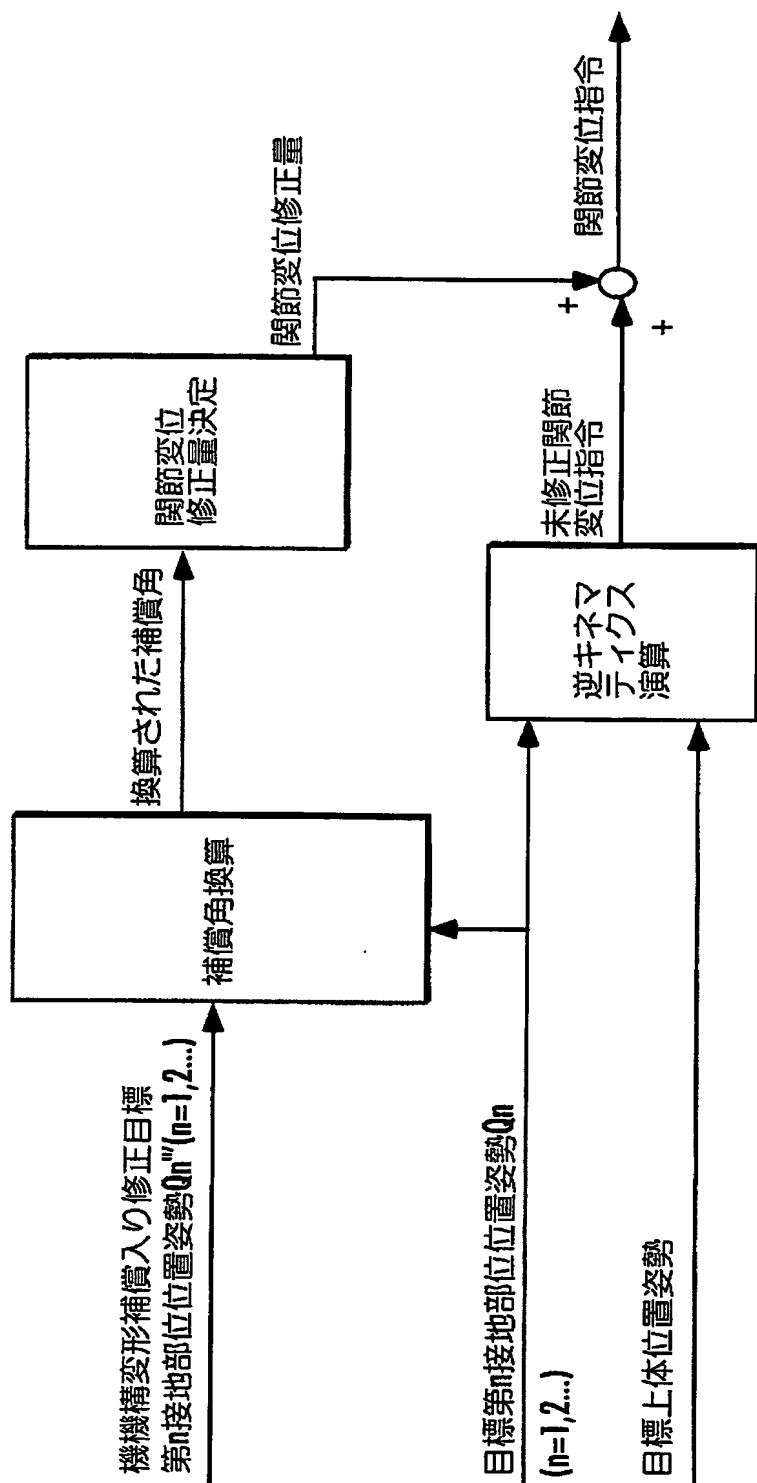 機機構変形補償入り修正目標
第n接地部位位置姿勢Qn'''(n=1,2...)
補償角換算
換算された補償角
関節変位
修正量決定
関節変位修正量
目標第n接地部位位置姿勢Qn
(n=1,2...)
目標上体位置姿勢
逆キネマ
ティクス
演算
未修正関節
変位指令
+
+
関節変位指令